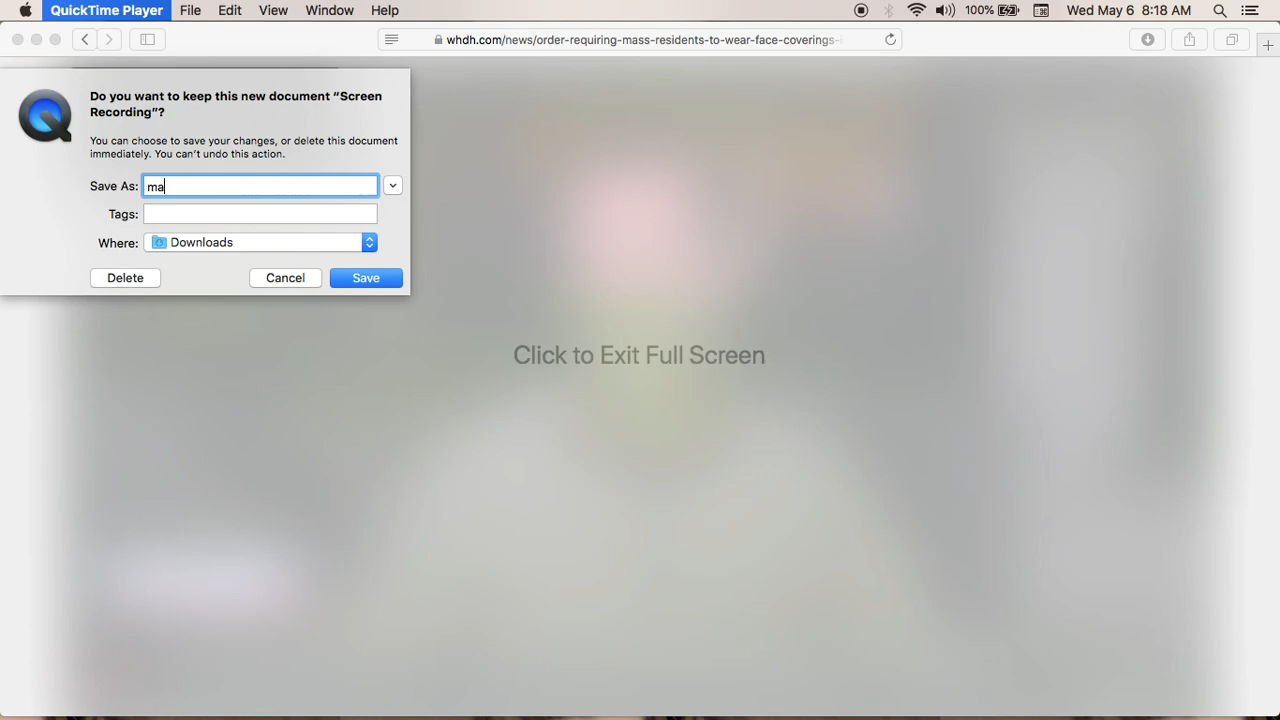 QuickTime Player File Edit View Window Help 100% Wed May 6 8:18 AM
whdh.com/news/order-requiring-mass-residents-to-wear-face-coverings-
Do you want to keep this new document “Screen
Recording”?
You can choose to save your changes, or delete this document
immediately. You can’t undo this action.
Save As: ma
Tags:
Where: Downloads
Delete Cancel Save
Click to Exit Full Screen